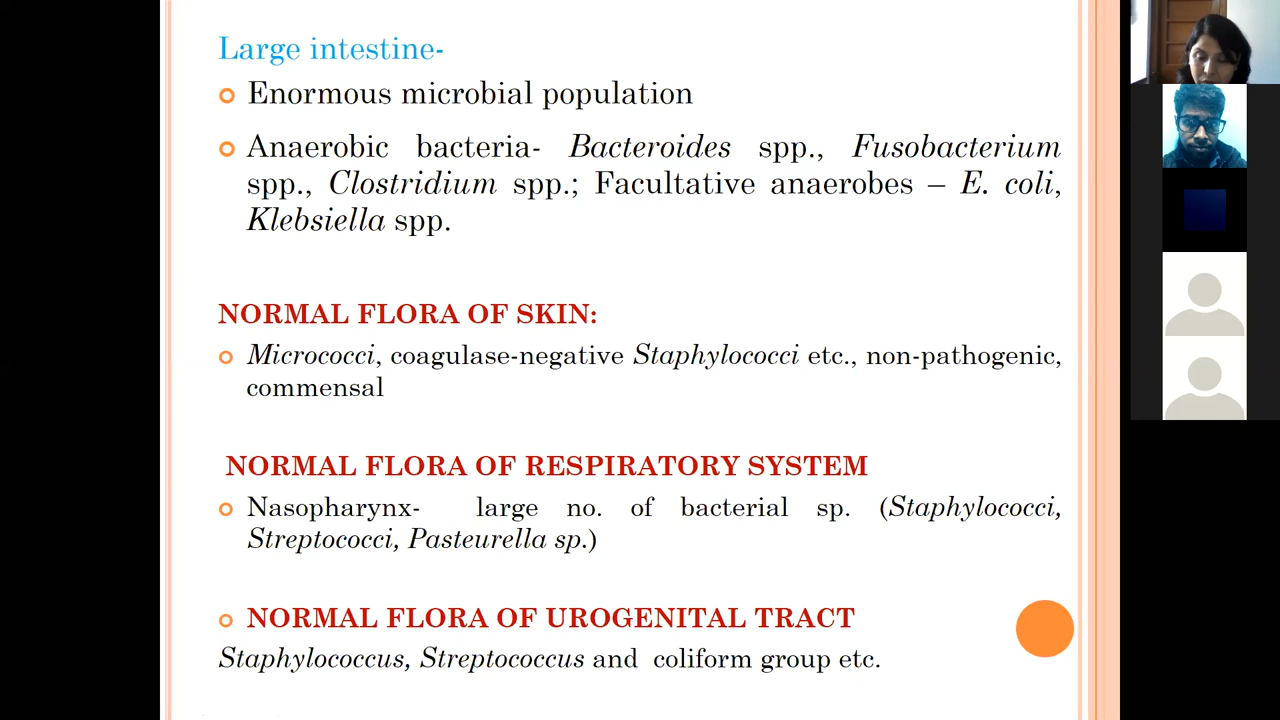 Large intestine-
Enormous microbial population
Anaerobic bacteria- Bacteroides spp., Fusobacterium
spp., Clostridium spp.; Facultative anaerobes – E. coli,
Klebsiella spp.
NORMAL FLORA OF SKIN:
Micrococci, coagulase-negative Staphylococci etc., non-pathogenic,
commensal
NORMAL FLORA OF RESPIRATORY SYSTEM
Nasopharynx- large no. of bacterial sp. (Staphylococci,
Streptococci, Pasteurella sp.)
NORMAL FLORA OF UROGENITAL TRACT
Staphylococcus, Streptococcus and coliform group etc.